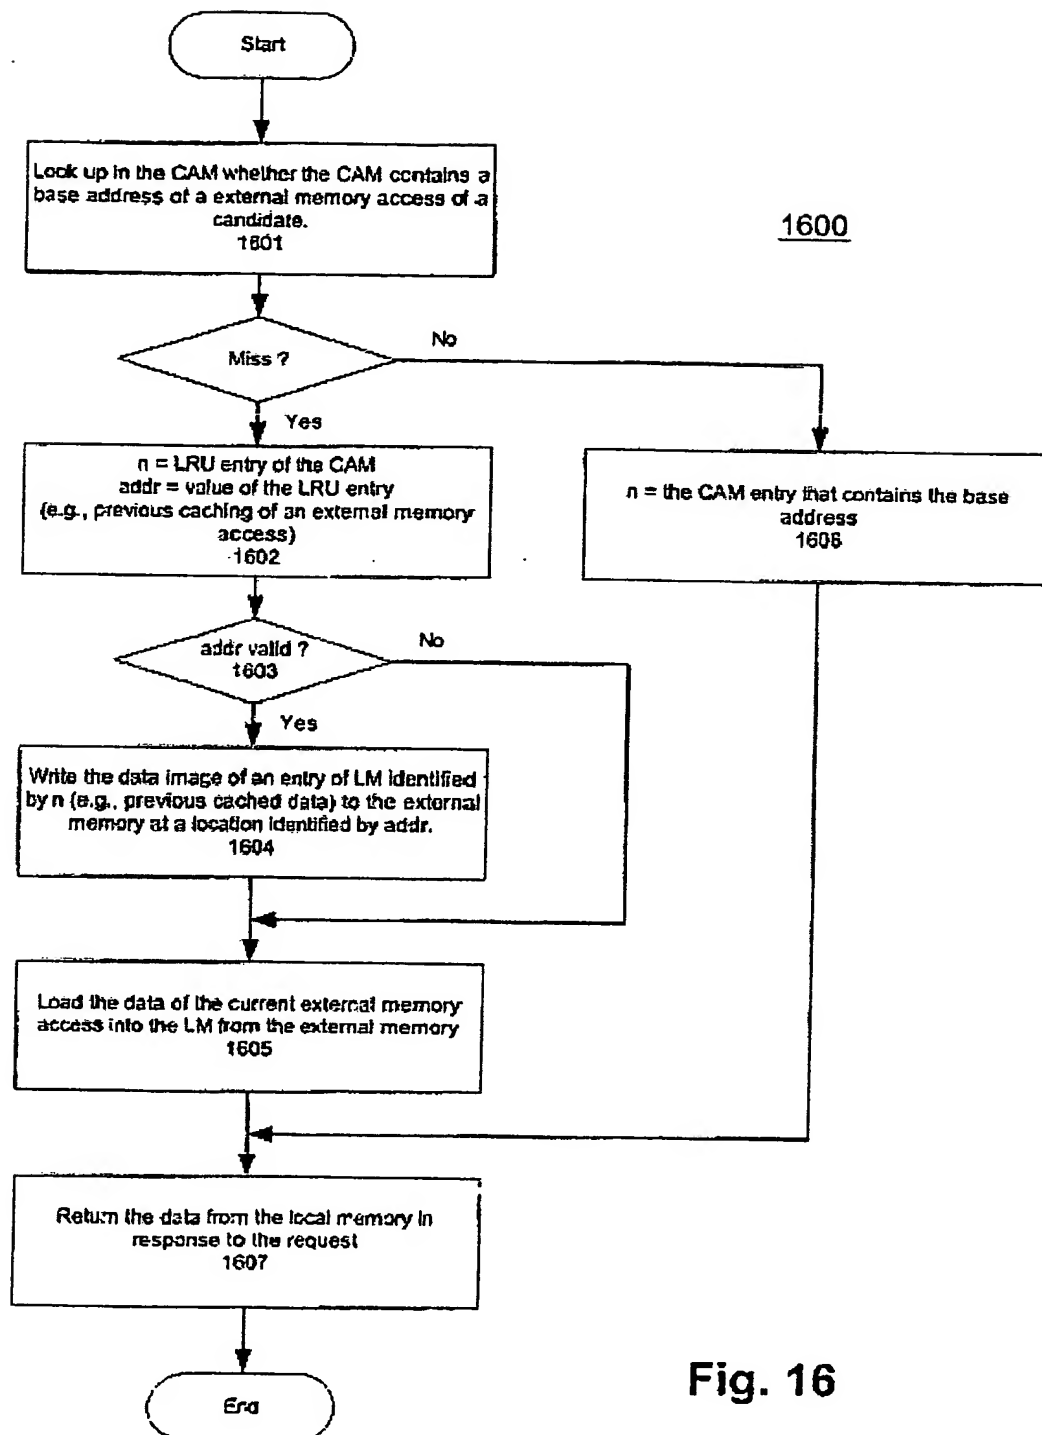 Start
Look up in the CAM whether the CAM contains a
base address of a external memory access of a
candidate.
1601
1600
Miss ?
No
Yes
n = LRU entry of the CAM
addr = value of the LRU entry
(e.g., previous caching of an external memory
access)
1602
n = the CAM entry that contains the base
address
1606
addr valid ?
1603
No
Yes
Write the data image of an entry of LM identified
by n (e.g., previous cached data) to the external
memory at a location identified by addr.
1604
Load the data of the current external memory
access into the LM from the external memory
1605
Return the data from the local memory in
response to the request
1607
End
Fig. 16